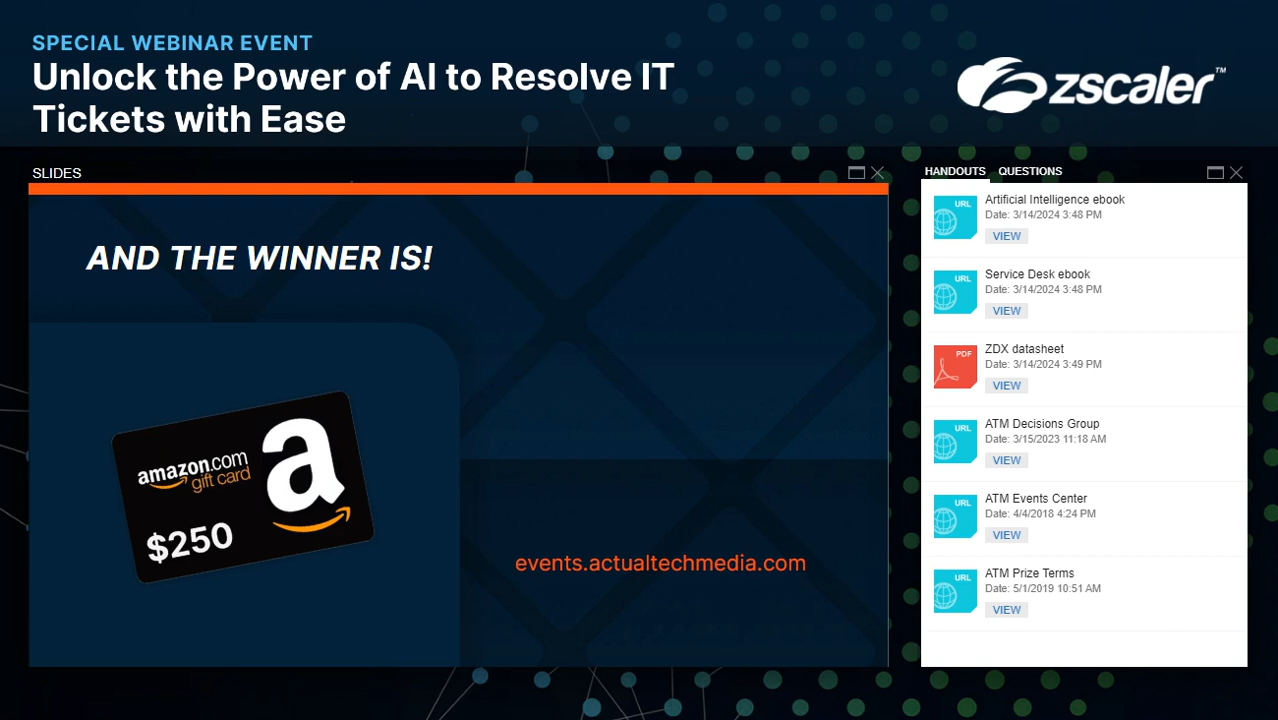 SPECIAL WEBINAR EVENT
Unlock the Power of AI to Resolve IT
Tickets with Ease
zscaler™
SLIDES
AND THE WINNER IS!
amazon.com
gift card
a
$250
events.actualtechmedia.com
HANDOUTS QUESTIONS
URL
Artificial Intelligence ebook
Date: 3/14/2024 3:48 PM
VIEW
URL
Service Desk ebook
Date: 3/14/2024 3:48 PM
VIEW
PDF
ZDX datasheet
Date: 3/14/2024 3:49 PM
VIEW
URL
ATM Decisions Group
Date: 3/15/2023 11:18 AM
VIEW
URL
ATM Events Center
Date: 4/4/2018 4:24 PM
VIEW
URL
ATM Prize Terms
Date: 5/1/2019 10:51 AM
VIEW